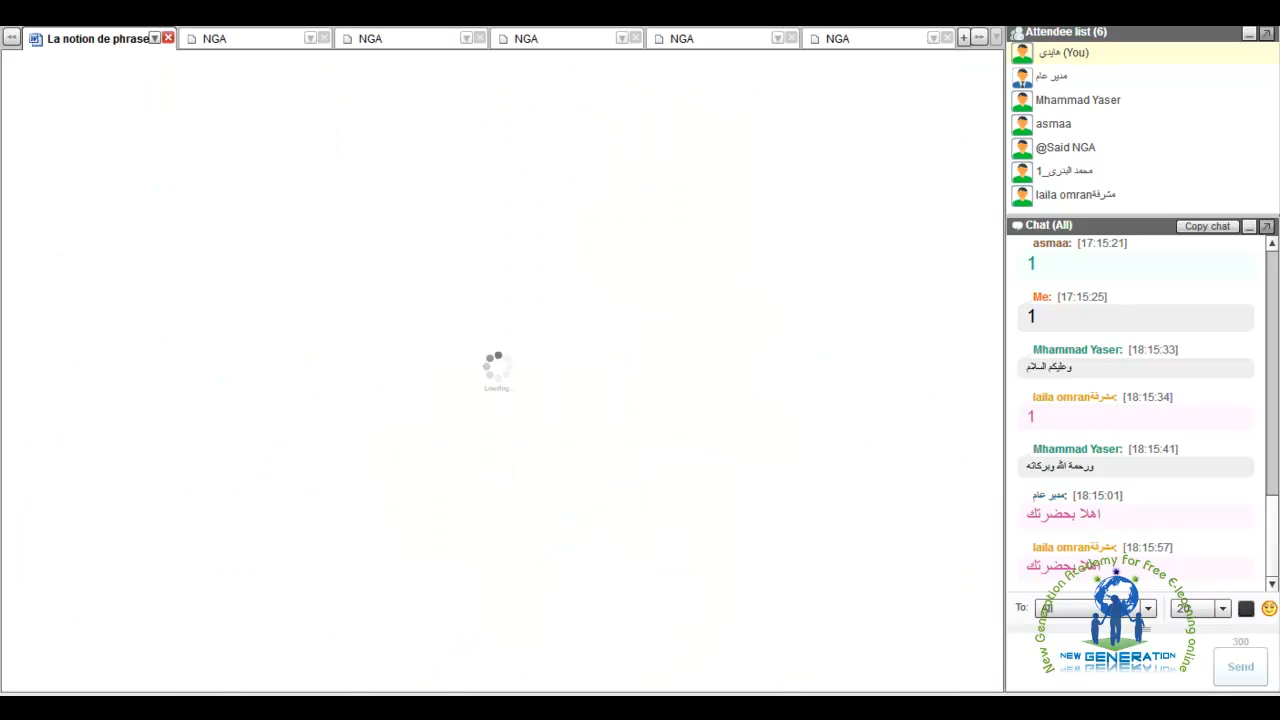 La notion de phrase
NGA
NGA
NGA
NGA
NGA
Attendee list (6)
هايدي (You)
مدير عام
Mhammad Yaser
asmaa
@Said NGA
محمد البدرى_1
laila omranمشرفة
Chat (All)
Copy chat
asmaa: [17:15:21]
1
Me: [17:15:25]
1
Mhammad Yaser: [18:15:33]
وعليكم السلام
laila omranمشرفة: [18:15:34]
1
Mhammad Yaser: [18:15:41]
ورحمة الله وبركاته
مدير عام: [18:15:01]
اهلا بحضرتك
laila omranمشرفة: [18:15:57]
اهلا بحضرتك
Loading...
To: All
20
300
Send
New Generation Academy For Free E-learning online
NEW GENERATION